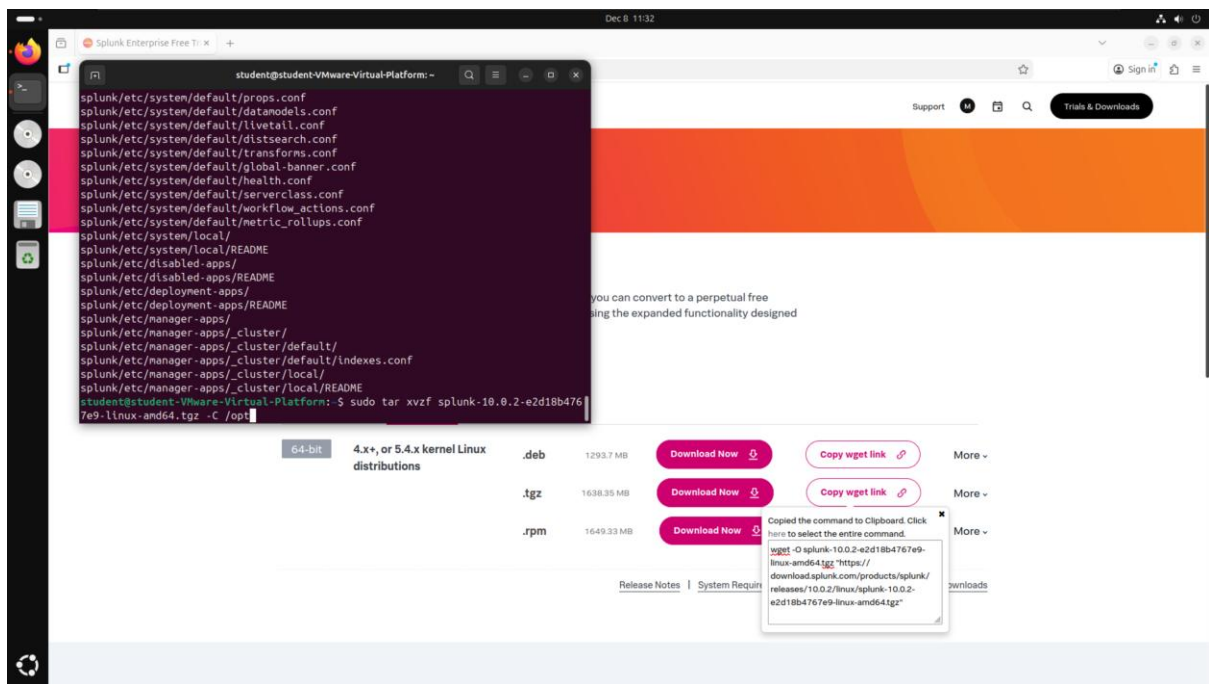 Dec 8 11:32
Splunk Enterprise Free Tr
Sign in
student@student-VMware-Virtual-Platform: ~
Support M Trials & Downloads
splunk/etc/system/default/props.conf
splunk/etc/system/default/datamodels.conf
splunk/etc/system/default/livetail.conf
splunk/etc/system/default/distsearch.conf
splunk/etc/system/default/transforms.conf
splunk/etc/system/default/global-banner.conf
splunk/etc/system/default/health.conf
splunk/etc/system/default/serverclass.conf
splunk/etc/system/default/workflow_actions.conf
splunk/etc/system/default/metric_rollups.conf
splunk/etc/system/local/
splunk/etc/system/local/README
splunk/etc/disabled-apps/
splunk/etc/disabled-apps/README
splunk/etc/deployment-apps/
splunk/etc/deployment-apps/README
splunk/etc/manager-apps/
splunk/etc/manager-apps/_cluster/
splunk/etc/manager-apps/_cluster/default/
splunk/etc/manager-apps/_cluster/default/indexes.conf
splunk/etc/manager-apps/_cluster/local/
splunk/etc/manager-apps/_cluster/local/README
student@student-VMware-Virtual-Platform:~$ sudo tar xvzf splunk-10.0.2-e2d18b476
7e9-linux-amd64.tgz -C /opt
you can convert to a perpetual free
sing the expanded functionality designed
64-bit 4.x+, or 5.4.x kernel Linux
distributions
.deb 1293.7 MB Download Now Copy wget link More
.tgz 1638.35 MB Download Now Copy wget link More
.rpm 1649.33 MB Download Now More
Copied the command to Clipboard. Click
here to select the entire command.
wget -O splunk-10.0.2-e2d18b4767e9-
linux-amd64.tgz "https://
download.splunk.com/products/splunk/
releases/10.0.2/linux/splunk-10.0.2-
e2d18b4767e9-linux-amd64.tgz"
Release Notes | System Require
wnloads